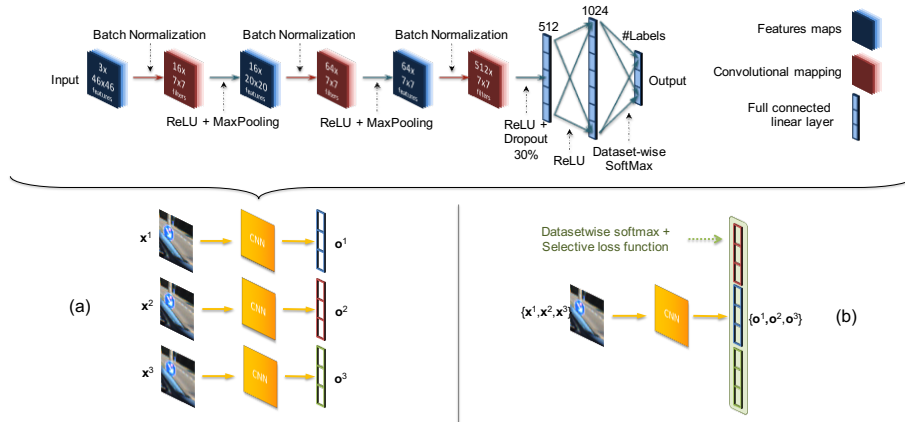 1024
512
#Labels
Batch Normalization
Batch Normalization
Batch Normalization
Features maps
Input
3x
46x46
features
16x
7x7
filters
16x
20x20
features
64x
7x7
filters
64x
7x7
features
512x
7x7
filters
Output
Convolutional mapping
ReLU + MaxPooling
ReLU + MaxPooling
ReLU +
Dropout
30%
ReLU
Dataset-wise
SoftMax
Full connected
linear layer
x1
CNN
o1
(a)
x2
CNN
o2
x3
CNN
o3
Datasetwise softmax +
Selective loss function
{x1,x2,x3}
CNN
{o1,o2,o3}
(b)